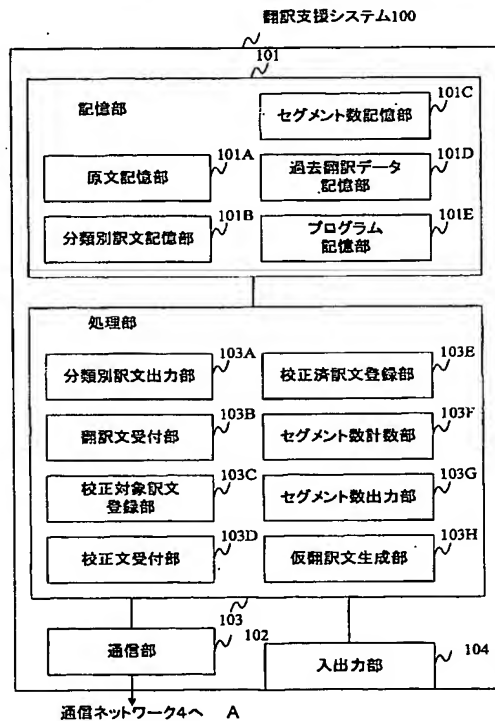 翻訳支援システム100
101
記憶部
101C
セグメント数記憶部
101A
原文記憶部
101D
過去翻訳データ
記憶部
101B
分類別訳文記憶部
101E
プログラム
記憶部
処理部
103A
分類別訳文出力部
103E
校正済訳文登録部
103B
翻訳文受付部
103F
セグメント数計数部
103C
校正対象訳文
登録部
103G
セグメント数出力部
103D
校正文受付部
103H
仮翻訳文生成部
103
102
通信部
104
入出力部
通信ネットワーク4へ A